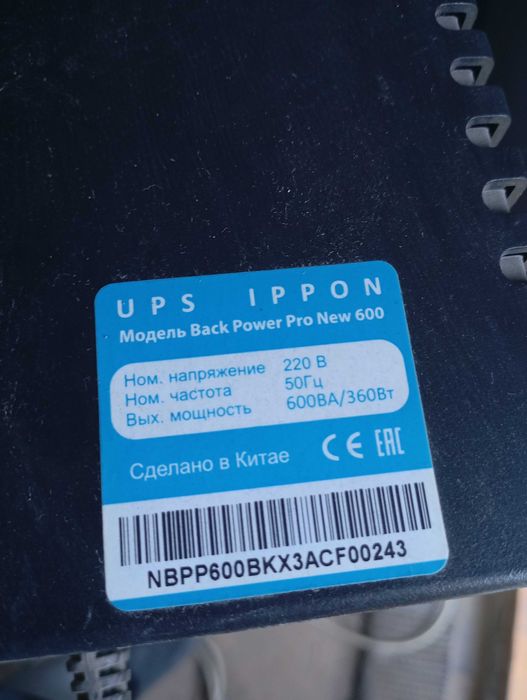 UPS IPPON
Модель Back Power Pro New 600
Ном. напряжение 220 В
Ном. частота 50Гц
Вых. мощность 600ВА/360Вт
Сделано в Китае CE EAC
NBPP600BKX3ACF00243